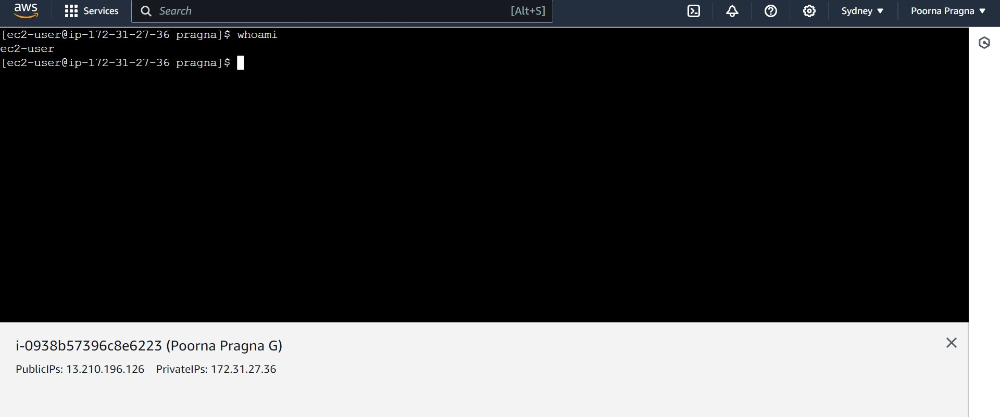 aws Services Search [Alt+S] Sydney Poorna Pragna
[ec2-user@ip-172-31-27-36 pragna]$ whoami
ec2-user
[ec2-user@ip-172-31-27-36 pragna]$
i-0938b57396c8e6223 (Poorna Pragna G)
PublicIPs: 13.210.196.126 PrivateIPs: 172.31.27.36